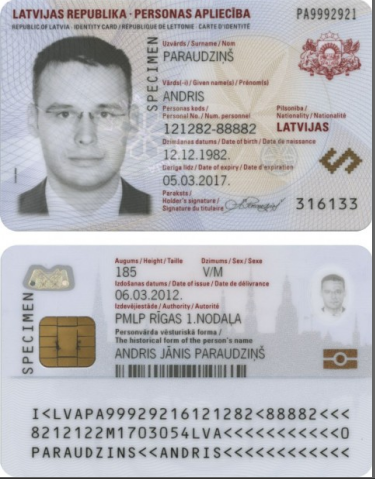 LATVIJAS REPUBLIKA · PERSONAS APLIECĪBA
PA9992921
REPUBLIC OF LATVIA · IDENTITY CARD / RÉPUBLIQUE DE LETTONIE CARTE D'IDENTITÉ
SPECIMEN
Uzvārds / Surname / Nom
PARAUDZIŅŠ
Vārds(-i) / Given name(s) / Prénom(s)
ANDRIS
Personas kods /
Personal No. / Num. personnel
121282-88882
Pilsonība /
Nationality / Nationalité
LATVIJAS
Dzimšanas datums / Date of birth / Date de naissance
12.12.1982.
Derīga līdz / Date of expiry / Date d'expiration
05.03.2017.
Paraksts /
Holder's signature /
Signature du titulaire
316133
SPECIMEN
Augums / Height / Taille
185
Dzimums / Sex / Sexe
V/M
Izdošanas datums / Date of issue / Date de délivrance
06.03.2012.
Izdevējiestāde / Authority / Autorité
PMLP RĪGAS 1.NODAĻA
Personvārda vēsturiskā forma /
The historical form of the person's name
ANDRIS JĀNIS PARAUDZIŅŠ
I<LVAPA99929216121282<88882<<<
8212122M1703054LVA<<<<<<<<<<<0
PARAUDZINS<<ANDRIS<<<<<<<<<<<<